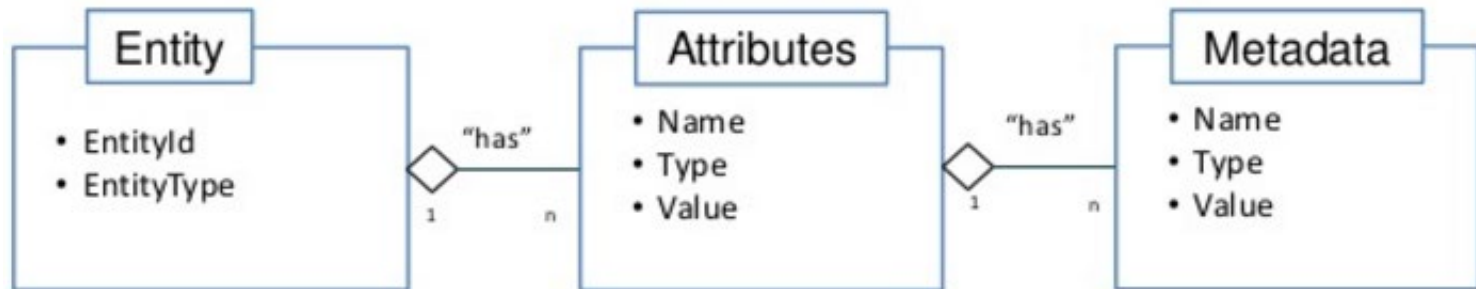 Entity
• EntityId
• EntityType
“has”
1
n
Attributes
• Name
• Type
• Value
“has”
1
n
Metadata
• Name
• Type
• Value